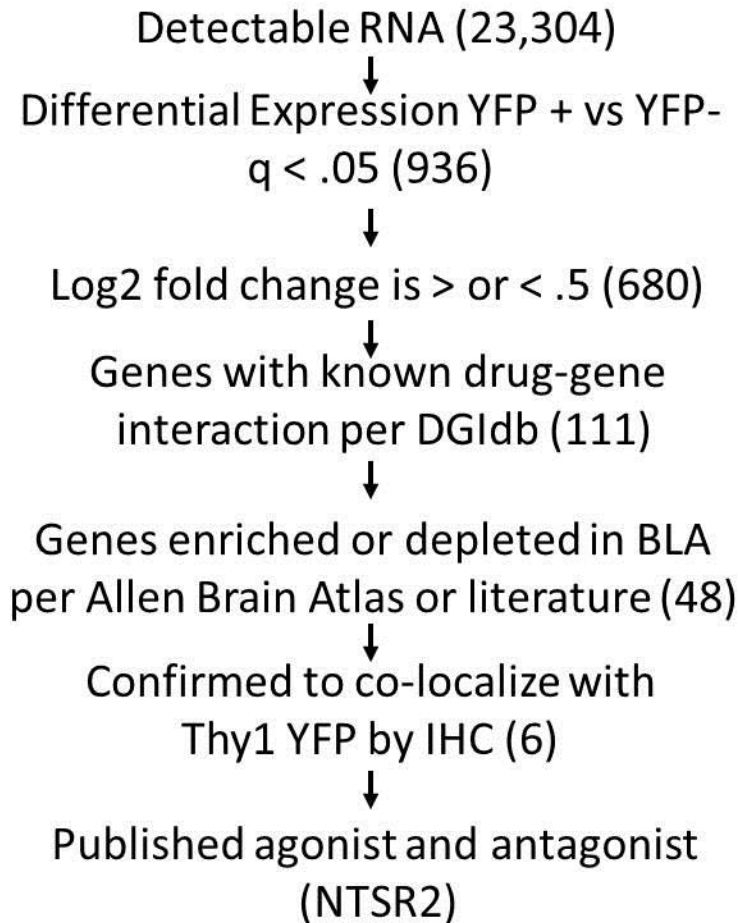 Detectable RNA (23,304)
Differential Expression YFP + vs YFP-
q < .05 (936)
Log2 fold change is > or < .5 (680)
Genes with known drug-gene
interaction per DGIdb (111)
Genes enriched or depleted in BLA
per Allen Brain Atlas or literature (48)
Confirmed to co-localize with
Thy1 YFP by IHC (6)
Published agonist and antagonist
(NTSR2)